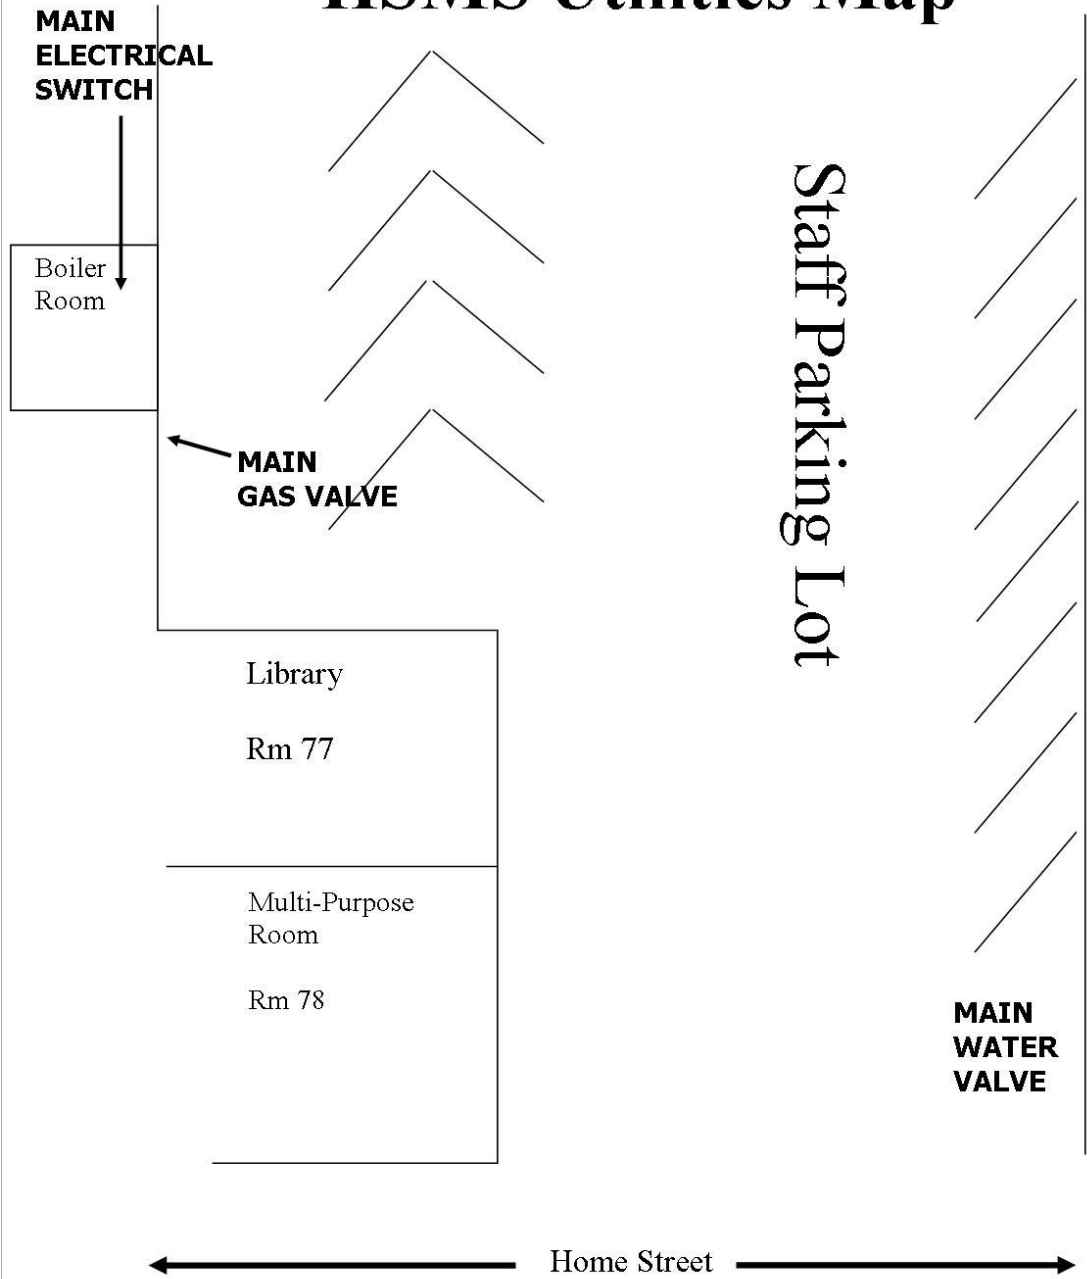 HSMS Utilities Map
MAIN
ELECTRICAL
SWITCH
Boiler
Room
MAIN
GAS VALVE
Staff Parking Lot
Library
Rm 77
Multi-Purpose
Room
Rm 78
MAIN
WATER
VALVE
Home Street